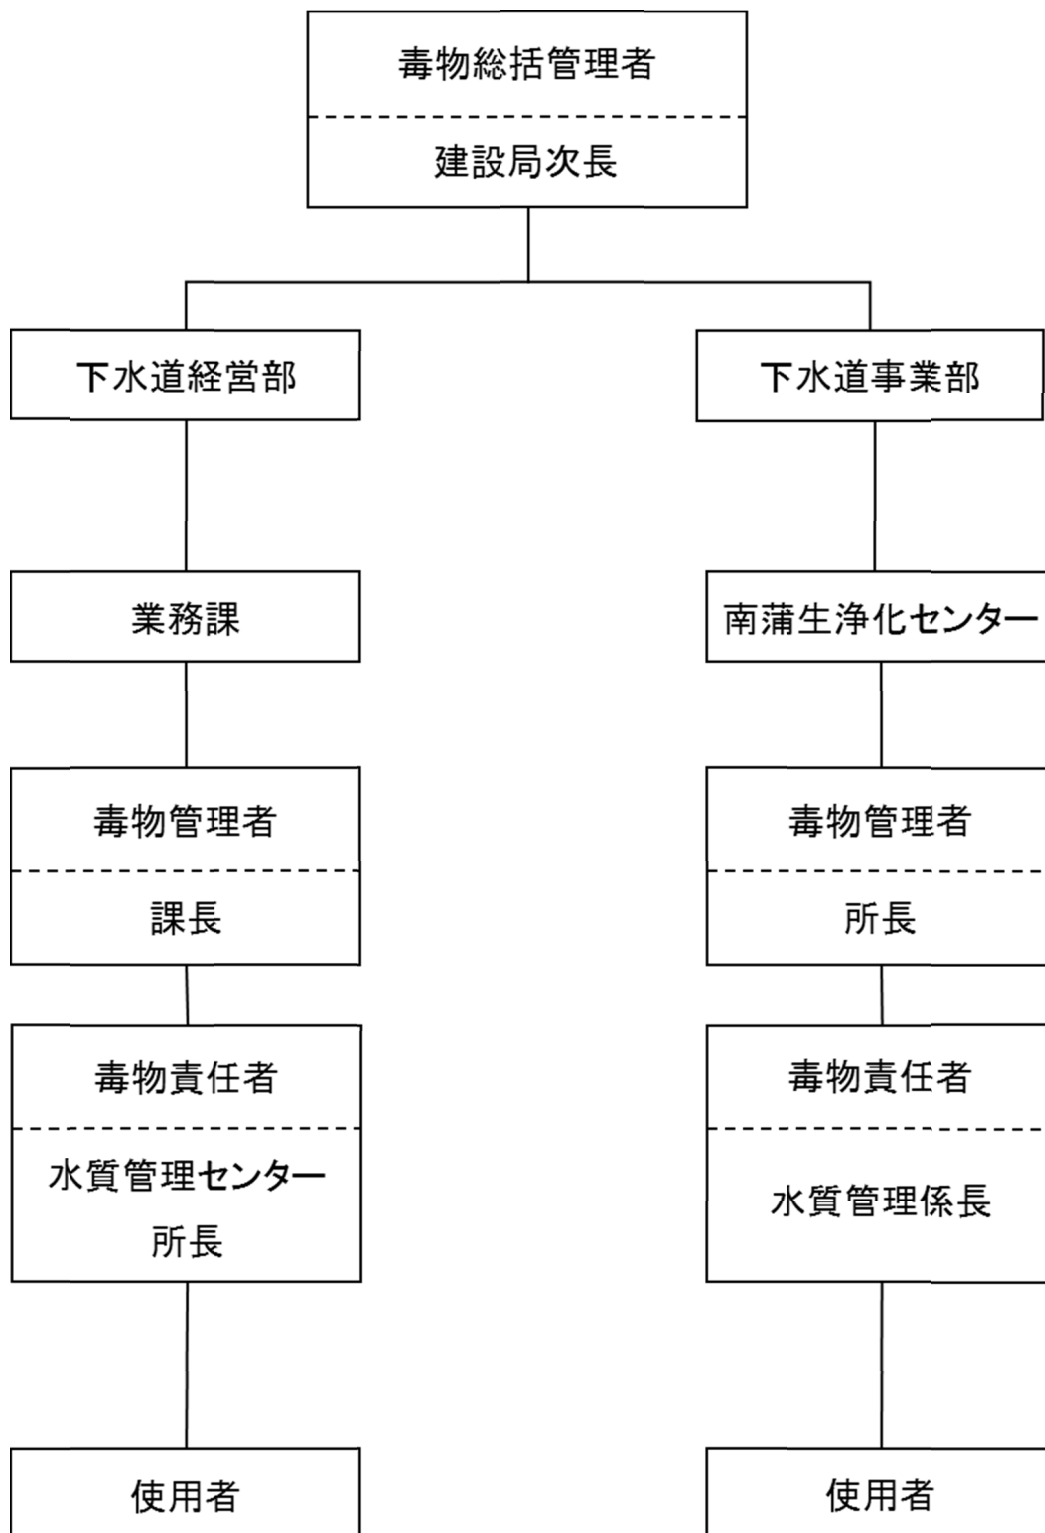 毒物総括管理者
建設局次長
下水道経営部
下水道事業部
業務課
南蒲生浄化センター
毒物管理者
課長
毒物管理者
所長
毒物責任者
水質管理センター
所長
毒物責任者
水質管理係長
使用者
使用者